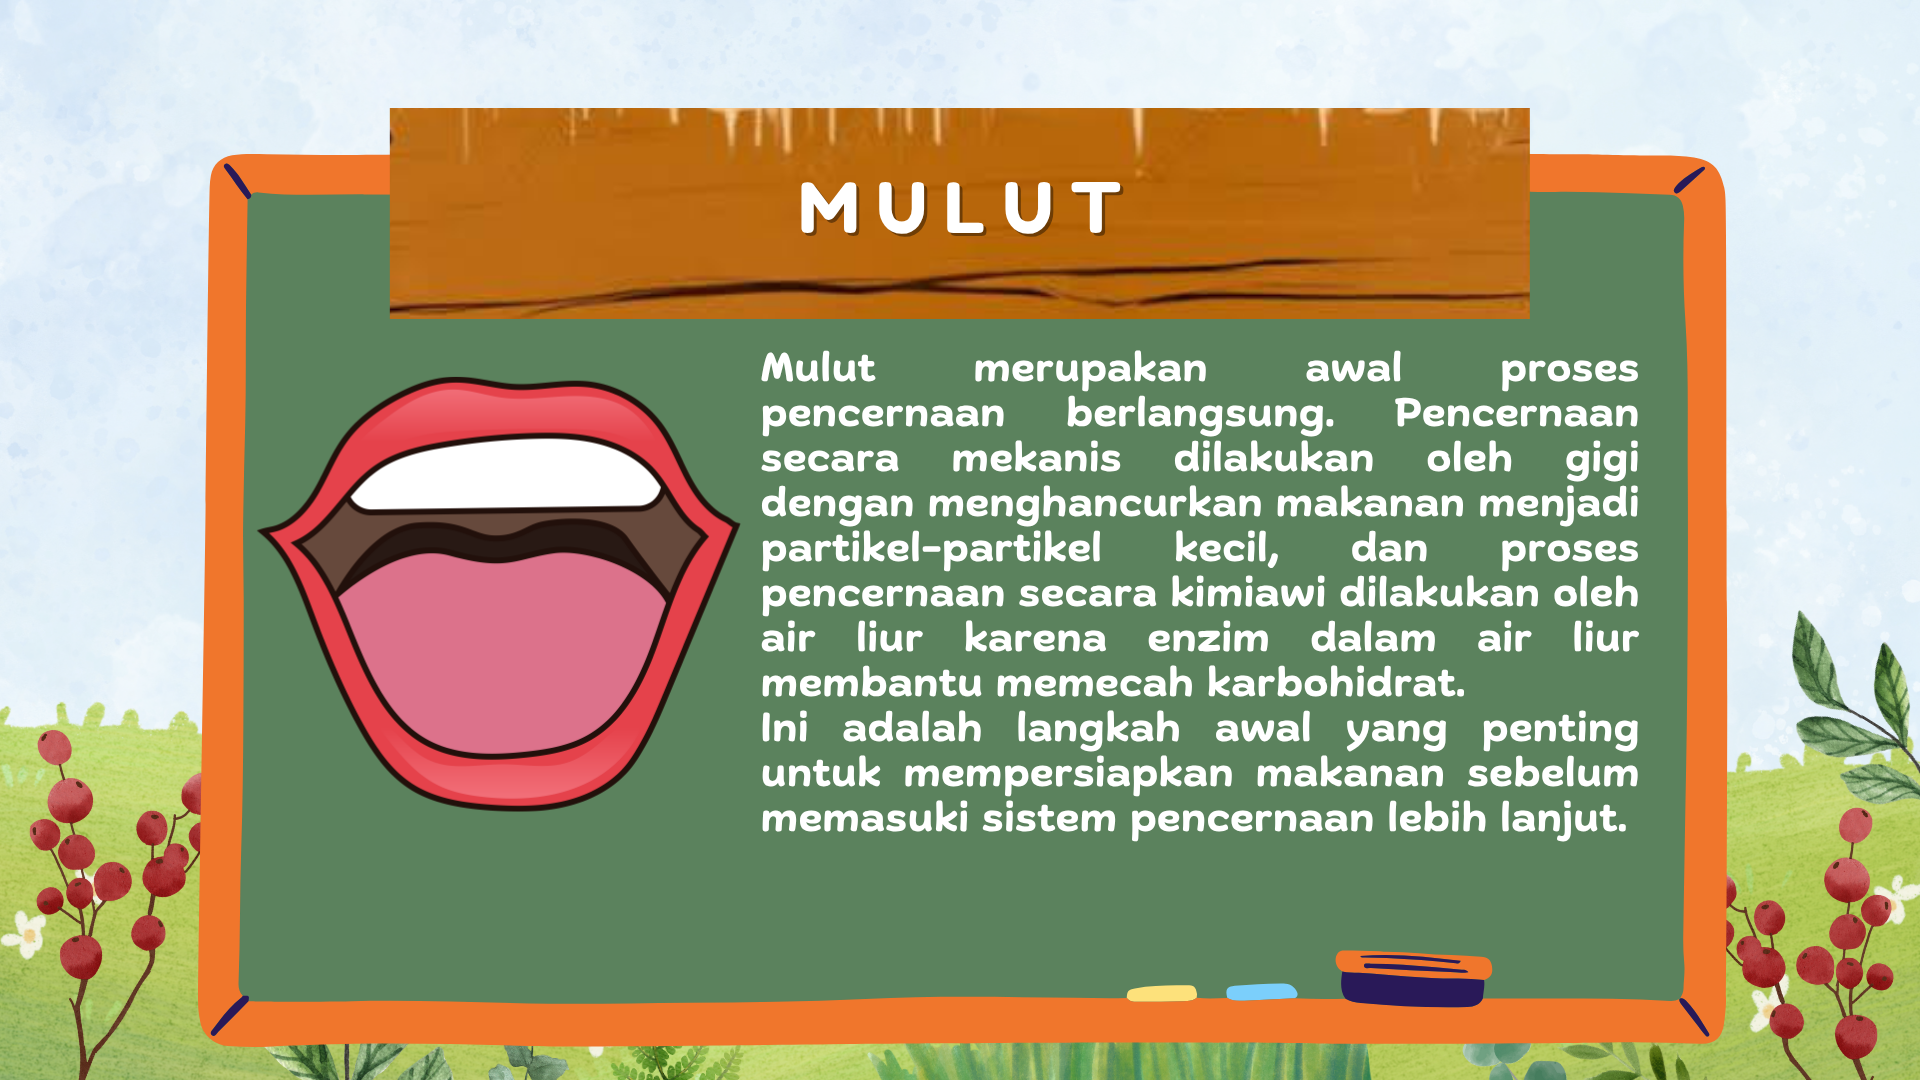 MULUT
Mulut merupakan awal proses
pencernaan berlangsung. Pencernaan
secara mekanis dilakukan oleh gigi
dengan menghancurkan makanan menjadi
partikel-partikel kecil, dan proses
pencernaan secara kimiawi dilakukan oleh
air liur karena enzim dalam air liur
membantu memecah karbohidrat.
Ini adalah langkah awal yang penting
untuk mempersiapkan makanan sebelum
memasuki sistem pencernaan lebih lanjut.